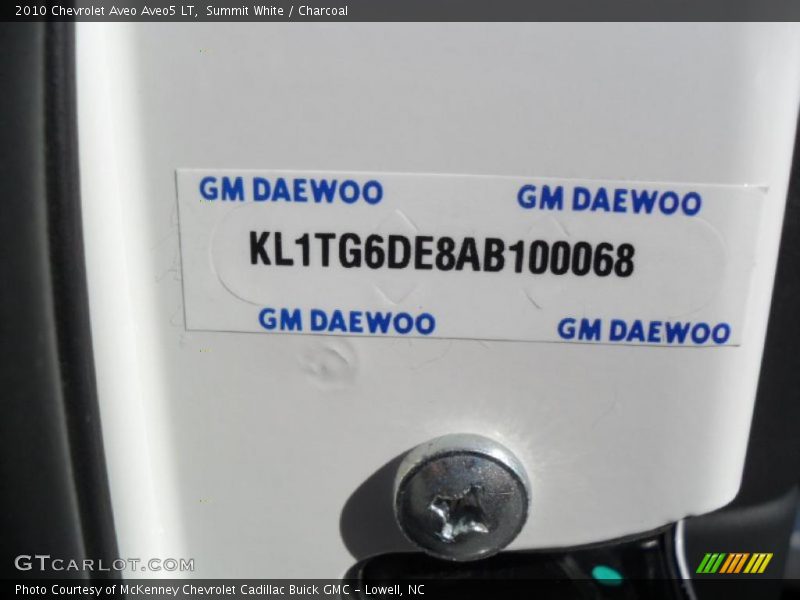 2010 Chevrolet Aveo Aveo5 LT, Summit White / Charcoal
GM DAEWOO GM DAEWOO
KL1TG6DE8AB100068
GM DAEWOO GM DAEWOO
GTCARLOT.COM
Photo Courtesy of McKenney Chevrolet Cadillac Buick GMC - Lowell, NC